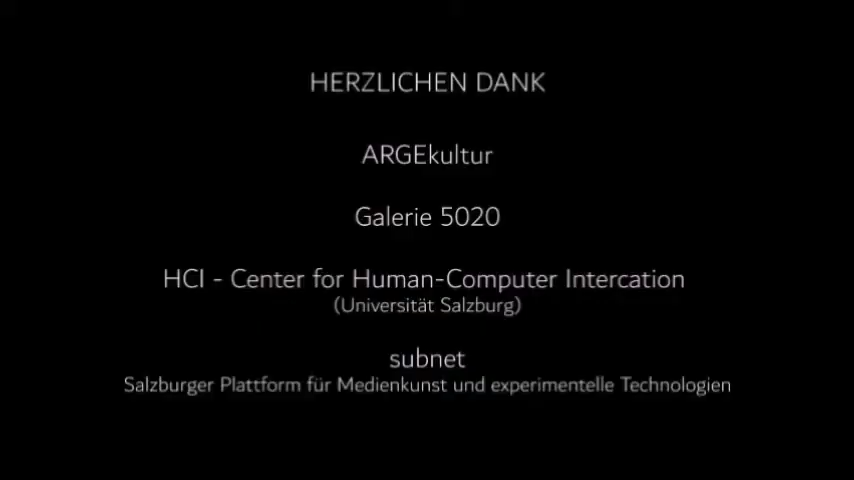 HERZLICHEN DANK
ARGEkultur
Galerie 5020
HCI - Center for Human-Computer Intercation
(Universität Salzburg)
subnet
Salzburger Plattform für Medienkunst und experimentelle Technologien